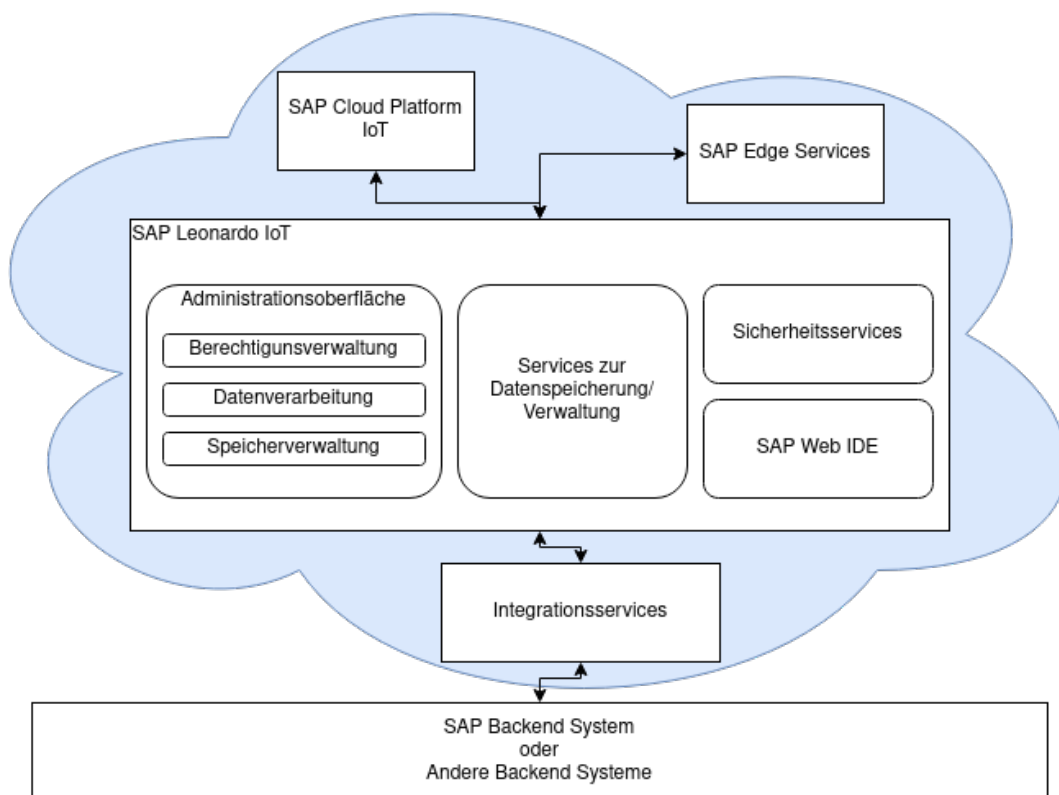 SAP Cloud Platform
IoT
SAP Edge Services
SAP Leonardo IoT
Administrationsoberfläche
Berechtigunsverwaltung
Datenverarbeitung
Speicherverwaltung
Services zur
Datenspeicherung/
Verwaltung
Sicherheitsservices
SAP Web IDE
Integrationsservices
SAP Backend System
oder
Andere Backend Systeme